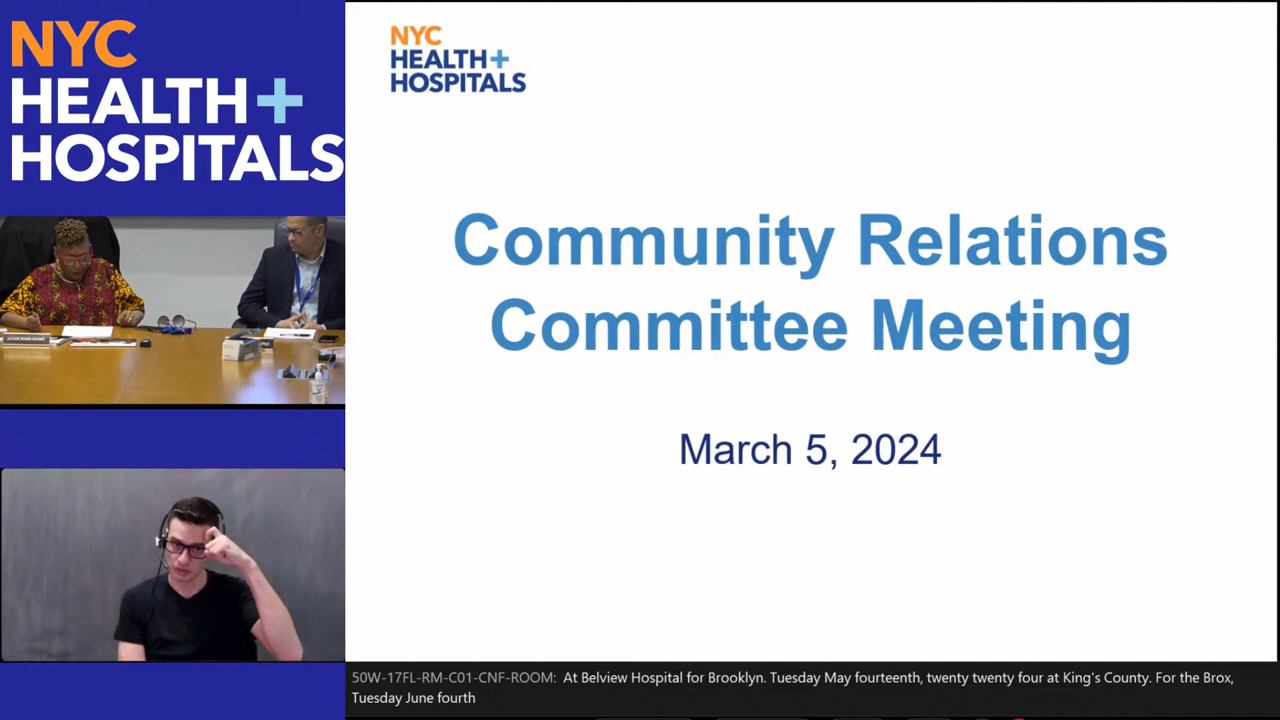 NYC
HEALTH+
HOSPITALS
NYC
HEALTH+
HOSPITALS
Community Relations
Committee Meeting
March 5, 2024
50W-17FL-RM-C01-CNF-ROOM: At Belview Hospital for Brooklyn. Tuesday May fourteenth, twenty twenty four at King's County. For the Brox,
Tuesday June fourth